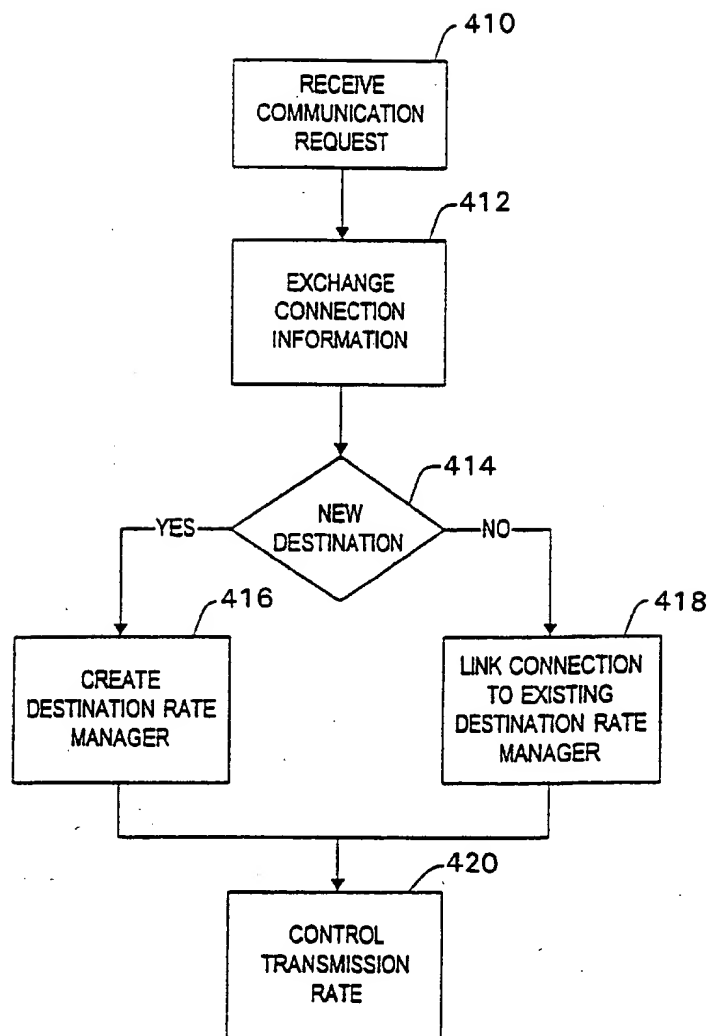 410
RECEIVE
COMMUNICATION
REQUEST
412
EXCHANGE
CONNECTION
INFORMATION
414
NEW
DESTINATION
YES
NO
416
CREATE
DESTINATION RATE
MANAGER
418
LINK CONNECTION
TO EXISTING
DESTINATION RATE
MANAGER
420
CONTROL
TRANSMISSION
RATE